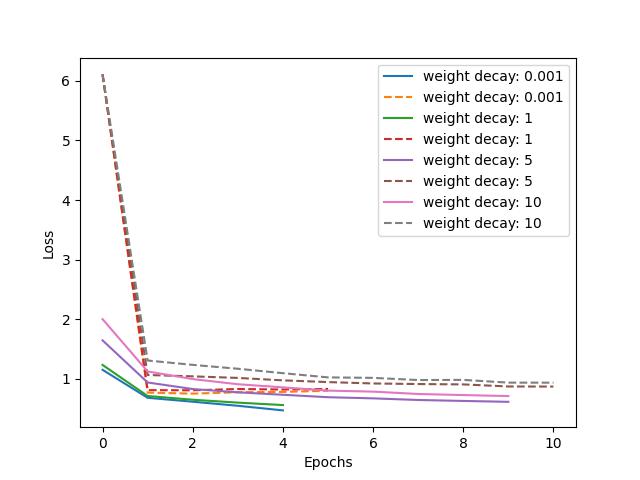 weight decay: 0.001
weight decay: 0.001
weight decay: 1
weight decay: 1
weight decay: 5
weight decay: 5
weight decay: 10
weight decay: 10
6
5
4
3
2
1
Loss
0 2 4 6 8 10
Epochs